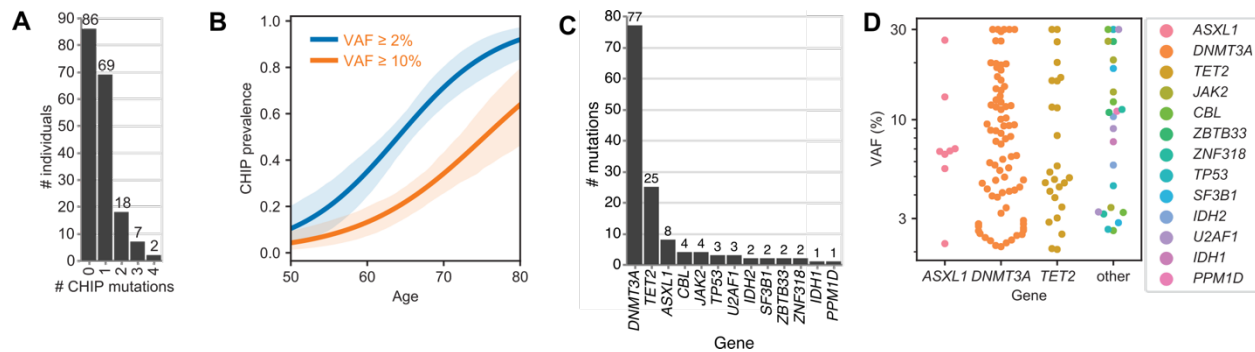 A
# individuals
90
80
70
60
50
40
30
20
10
0
86
69
18
7
2
0 1 2 3 4
# CHIP mutations
B
VAF ≥ 2%
VAF ≥ 10%
CHIP prevalence
1.0
0.8
0.6
0.4
0.2
0.0
50 60 70 80
Age
C
# mutations
80
70
60
50
40
30
20
10
0
77
25
8 4 4 3 3 2 2 2 2 1 1
DNMT3A TET2 ASXL1 CBL JAK2 TP53 U2AF1 IDH2 SF3B1 ZBTB33 ZNF318 IDH1 PPM1D
Gene
D
VAF (%)
30
10
3
ASXL1 DNMT3A TET2 other
Gene
ASXL1
DNMT3A
TET2
JAK2
CBL
ZBTB33
ZNF318
TP53
SF3B1
IDH2
U2AF1
IDH1
PPM1D